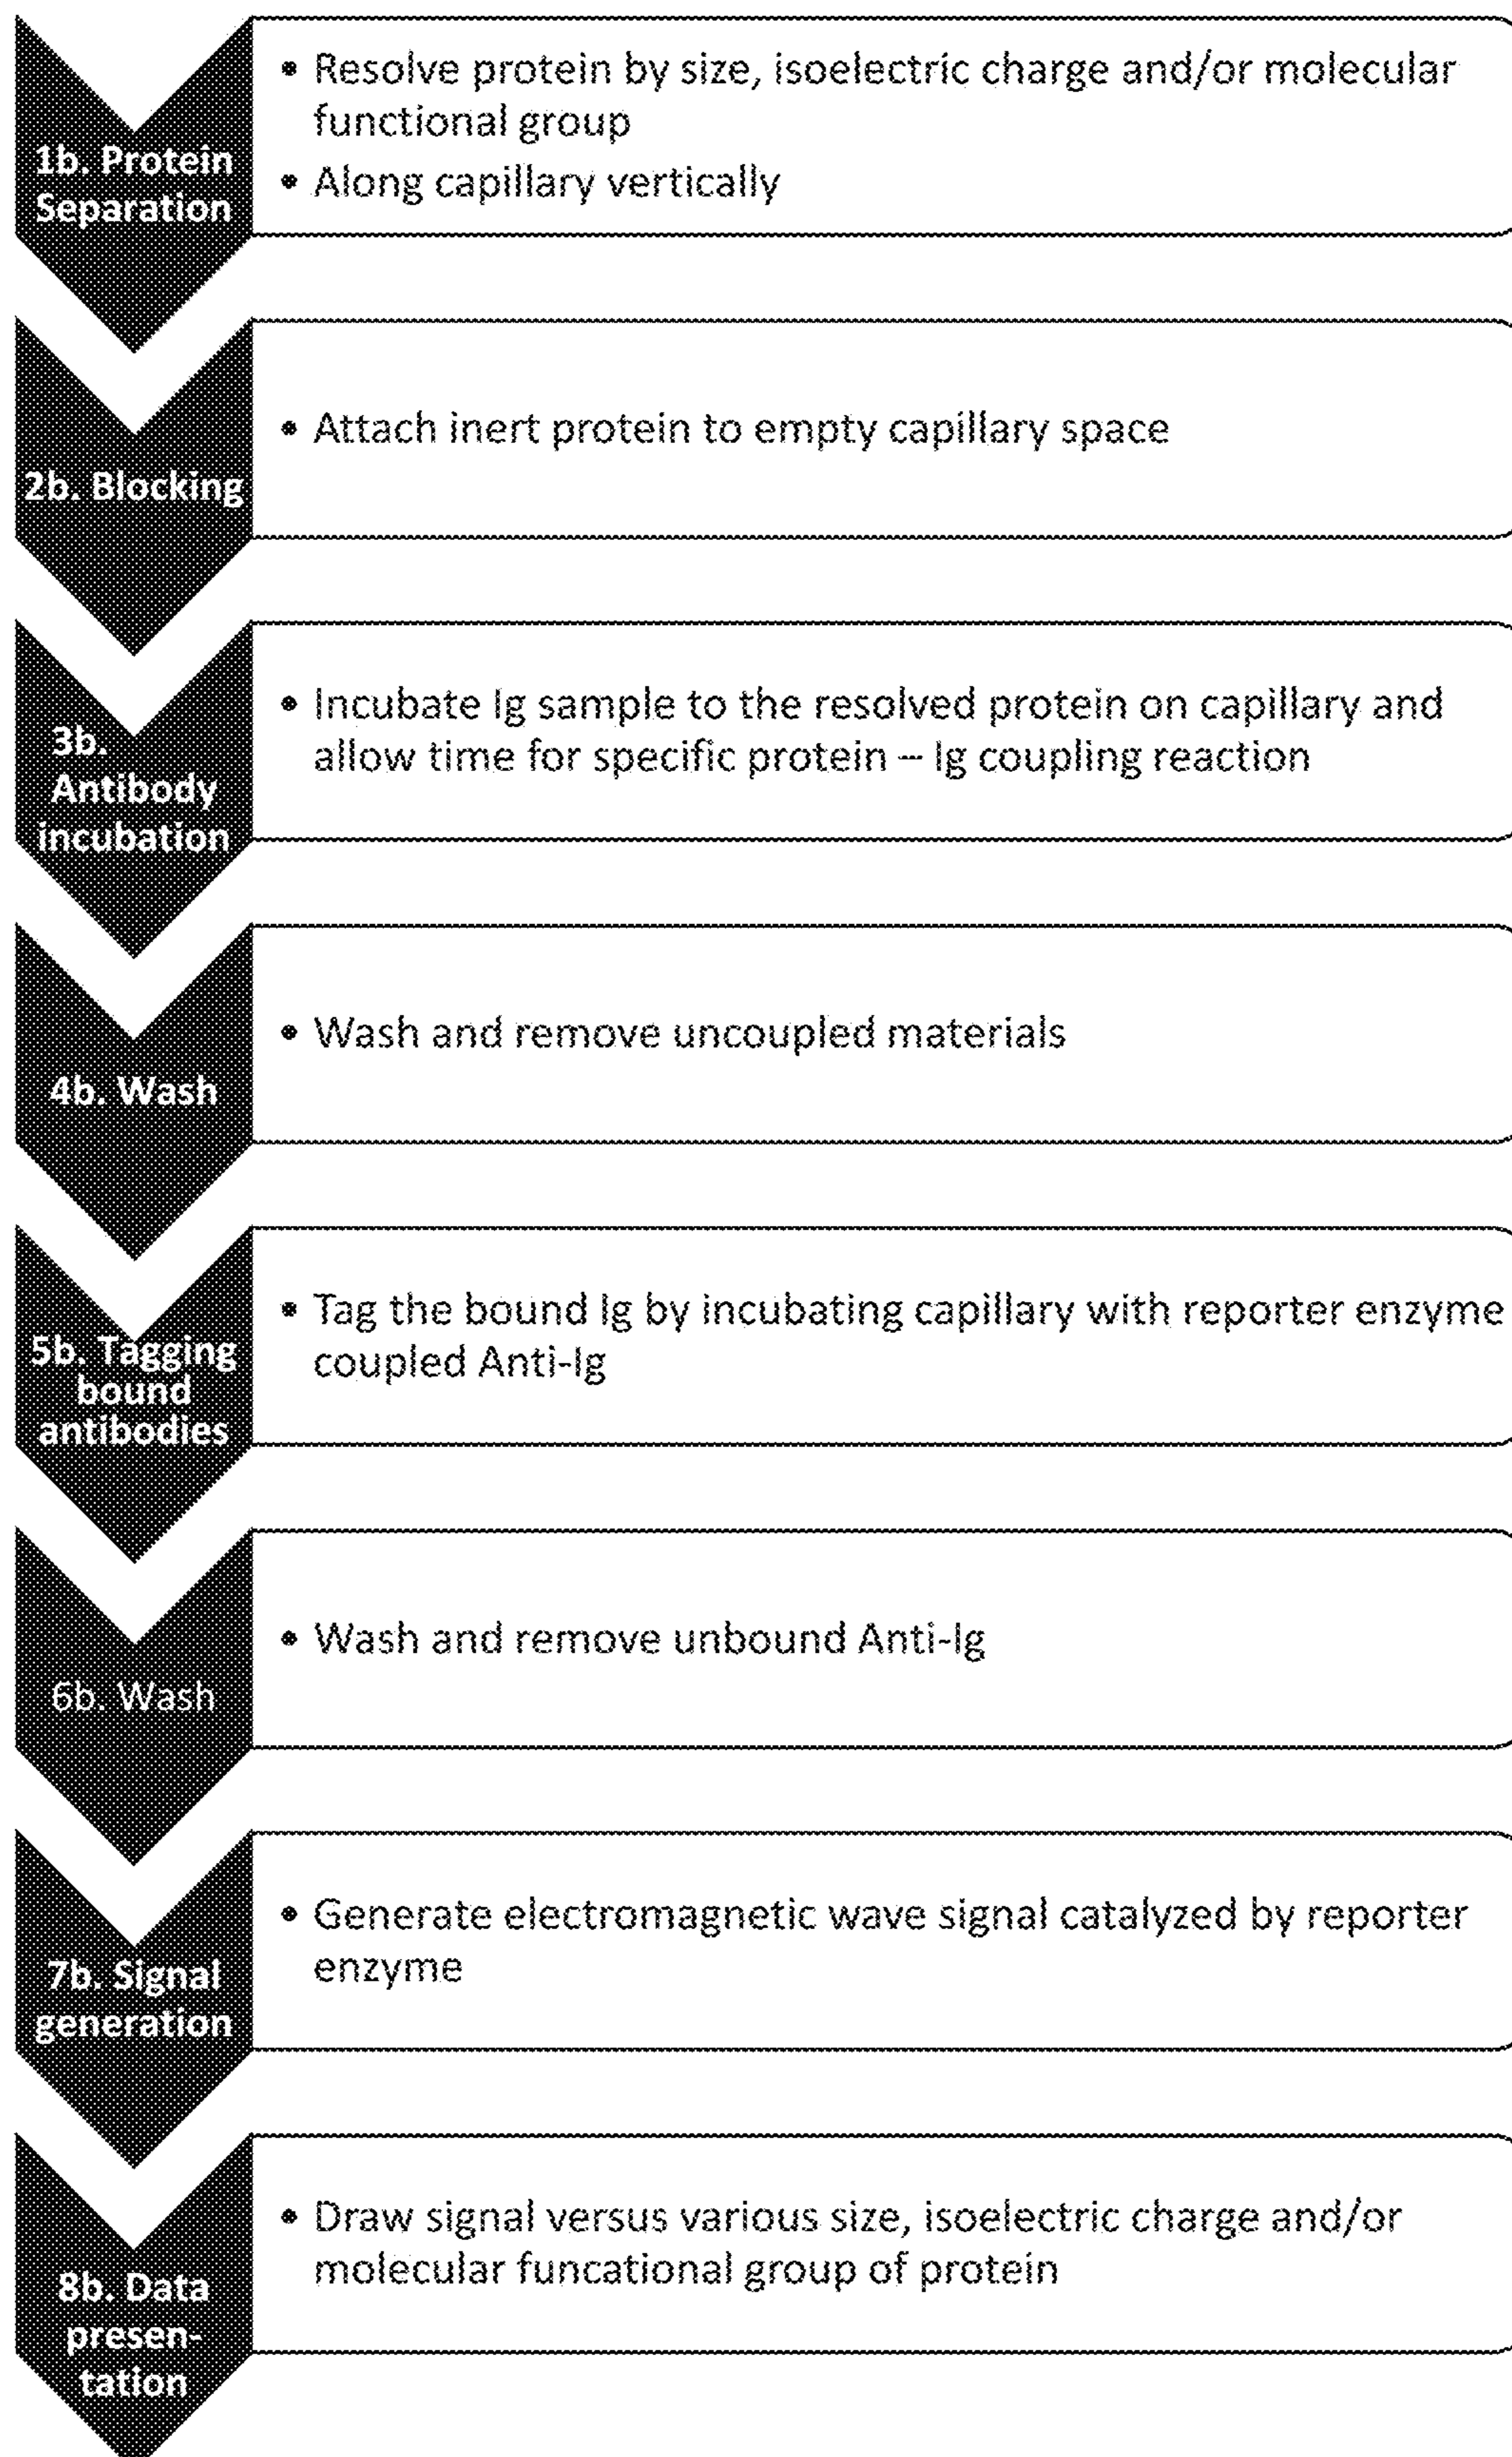 1b. Protein
Separation
• Resolve protein by size, isoelectric charge and/or molecular
functional group
• Along capillary vertically
2b. Blocking
• Attach inert protein to empty capillary space
3b.
Antibody
incubation
• Incubate Ig sample to the resolved protein on capillary and
allow time for specific protein – Ig coupling reaction
4b. Wash
• Wash and remove uncoupled materials
5b. Tagging
bound
antibodies
• Tag the bound Ig by incubating capillary with reporter enzyme
coupled Anti-Ig
6b. Wash
• Wash and remove unbound Anti-Ig
7b. Signal
generation
• Generate electromagnetic wave signal catalyzed by reporter
enzyme
8b. Data
presen-
tation
• Draw signal versus various size, isoelectric charge and/or
molecular funcational group of protein